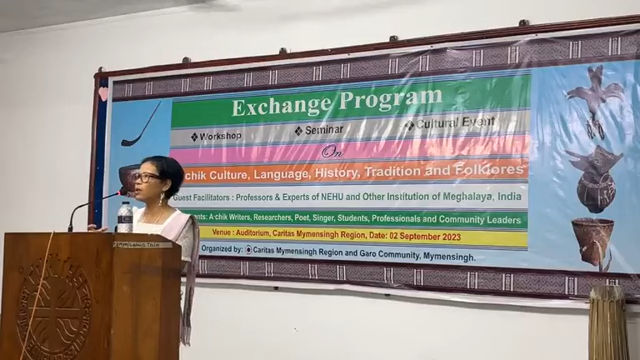 Exchange Program
❖ Workshop ❖ Seminar ❖ Cultural Event
On
chik Culture, Language, History, Tradition and Folklores
Guest Facilitators : Professors & Experts of NEHU and Other Institution of Meghalaya, India
ents: A chik Writers, Researchers, Poet, Singer, Students, Professionals and Community Leaders
Venue : Auditorium, Caritas Mymensingh Region, Date: 02 September 2023
Organized by: Caritas Mymensingh Region and Garo Community, Mymensingh.